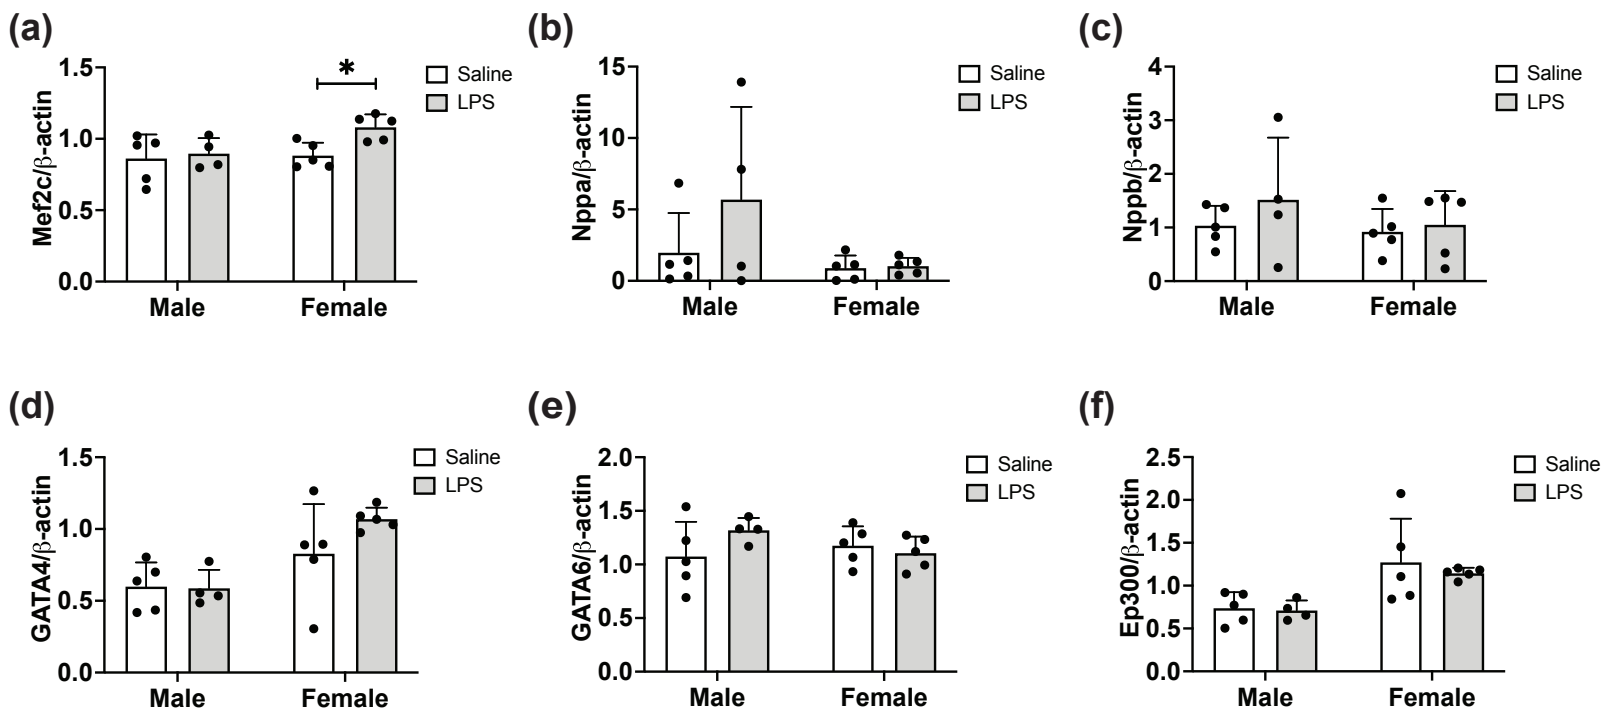 (a)
Mef2c/β-actin
1.5
1.0
0.5
0.0
*
Saline
LPS
Male Female
(b)
Nppa/β-actin
15
10
5
0
Saline
LPS
Male Female
(c)
Nppb/β-actin
4
3
2
1
0
Saline
LPS
Male Female
(d)
GATA4/β-actin
1.5
1.0
0.5
0.0
Saline
LPS
Male Female
(e)
GATA6/β-actin
2.0
1.5
1.0
0.5
0.0
Saline
LPS
Male Female
(f)
Ep300/β-actin
2.5
2.0
1.5
1.0
0.5
0.0
Saline
LPS
Male Female